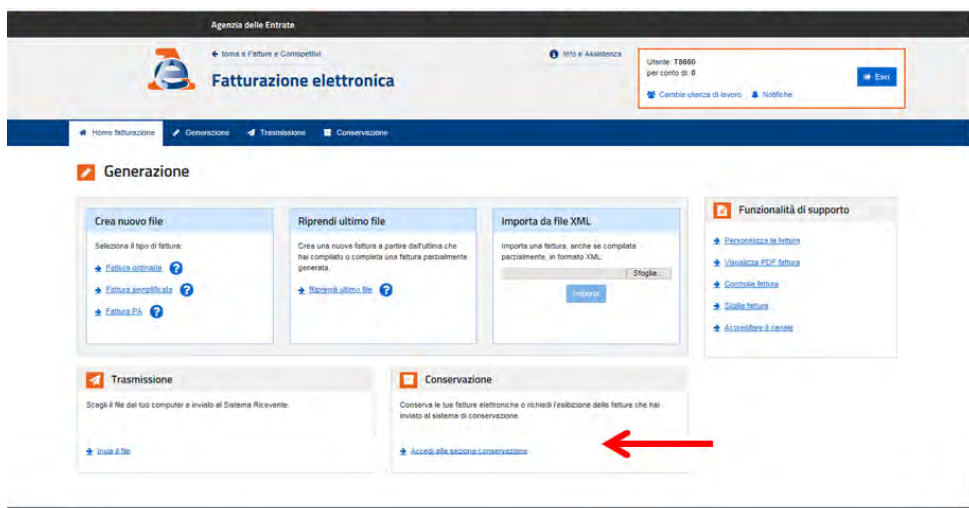 Agenzia delle Entrate
torna a Fatture e Corrispettivi
Info e Assistenza
Fatturazione elettronica
Utente: T8660
per conto di: 0
Esci
Cambia utenza di lavoro
Notifiche
Home fatturazione
Generazione
Trasmissione
Conservazione
Generazione
Crea nuovo file
Seleziona il tipo di fattura:
Fattura ordinaria ?
Fattura semplificata ?
Fattura PA ?
Riprendi ultimo file
Crea una nuova fattura a partire dall'ultima che
hai compilato o completa una fattura parzialmente
generata.
Riprendi ultimo file ?
Importa da file XML
Importa una fattura, anche se compilata
parzialmente, in formato XML.
Sfoglia...
Importa
Funzionalità di supporto
Personalizza la fattura
Visualizza PDF fattura
Controlla fattura
Sigilla fattura
Accreditare il canale
Trasmissione
Scegli il file dal tuo computer e invialo al Sistema Ricevente.
Invia il file
Conservazione
Conserva le tue fatture elettroniche o richiedi l'esibizione delle fatture che hai
inviato al sistema di conservazione.
Accedi alla sezione conservazione